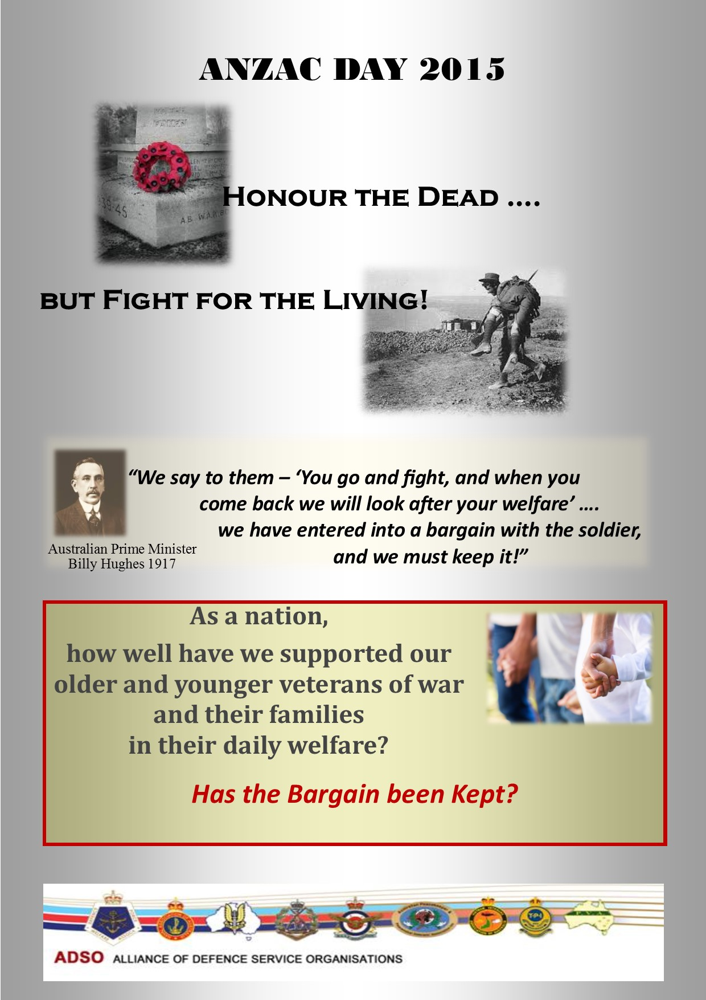 ANZAC DAY 2015
FALLEN
39-45
A.B. W.A.R.
HONOUR THE DEAD ....
BUT FIGHT FOR THE LIVING!
“We say to them – ‘You go and fight, and when you
come back we will look after your welfare’ ....
we have entered into a bargain with the soldier,
and we must keep it!”
Australian Prime Minister
Billy Hughes 1917
As a nation,
how well have we supported our
older and younger veterans of war
and their families
in their daily welfare?
Has the Bargain been Kept?
T-P-I
ADSO ALLIANCE OF DEFENCE SERVICE ORGANISATIONS